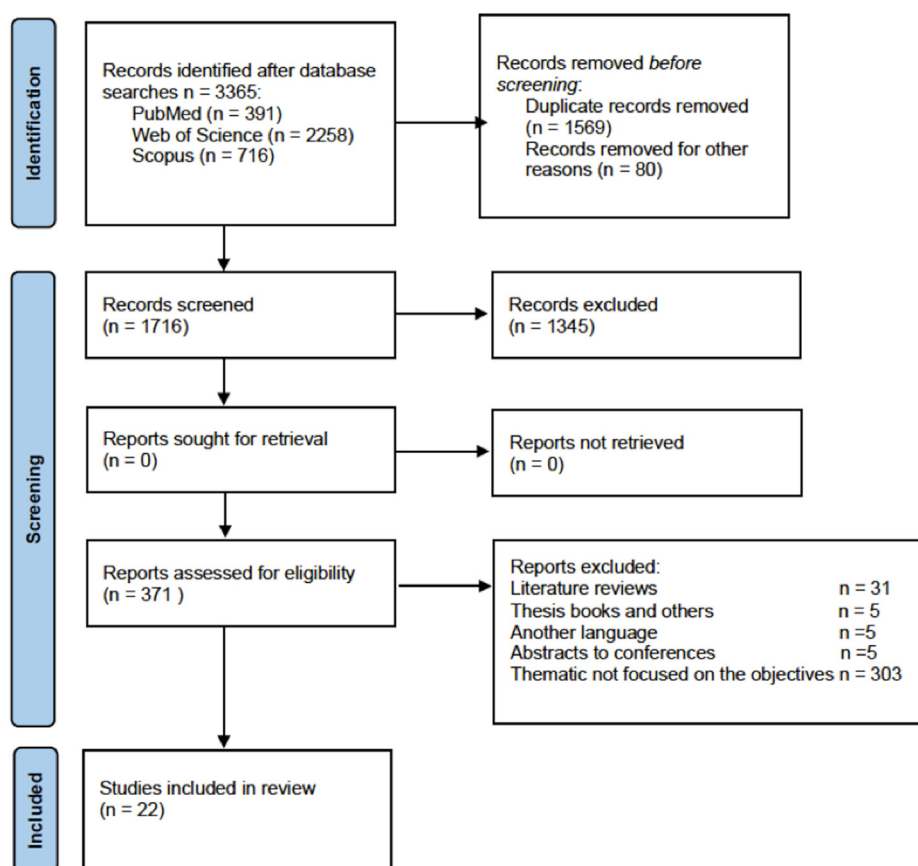 Identification
Records identified after database
searches n = 3365:
PubMed (n = 391)
Web of Science (n = 2258)
Scopus (n = 716)
Records removed before
screening:
Duplicate records removed
(n = 1569)
Records removed for other
reasons (n = 80)
Screening
Records screened
(n = 1716)
Records excluded
(n = 1345)
Reports sought for retrieval
(n = 0)
Reports not retrieved
(n = 0)
Reports assessed for eligibility
(n = 371 )
Reports excluded:
Literature reviews n = 31
Thesis books and others n = 5
Another language n =5
Abstracts to conferences n =5
Thematic not focused on the objectives n = 303
Included
Studies included in review
(n = 22)